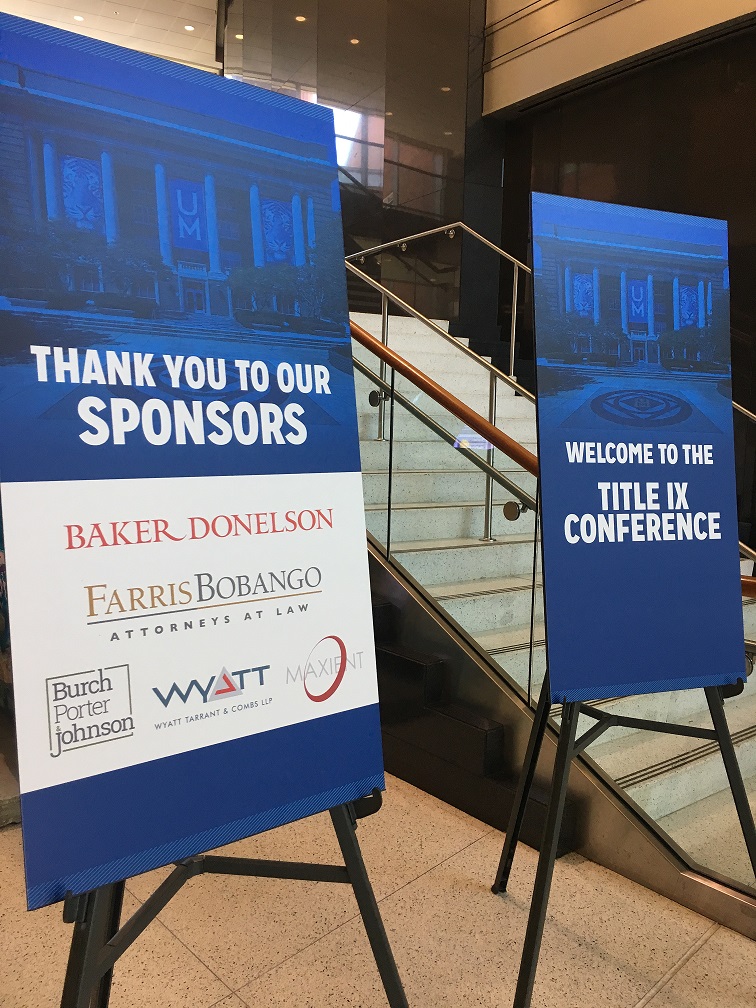 UM
THANK YOU TO OUR
SPONSORS
BAKER DONELSON
FARRIS BOBANGO
ATTORNEYS AT LAW
Burch
Porter
&johnson
WYATT
WYATT TARRANT & COMBS LLP
MAXIENT
UM
WELCOME TO THE
TITLE IX
CONFERENCE